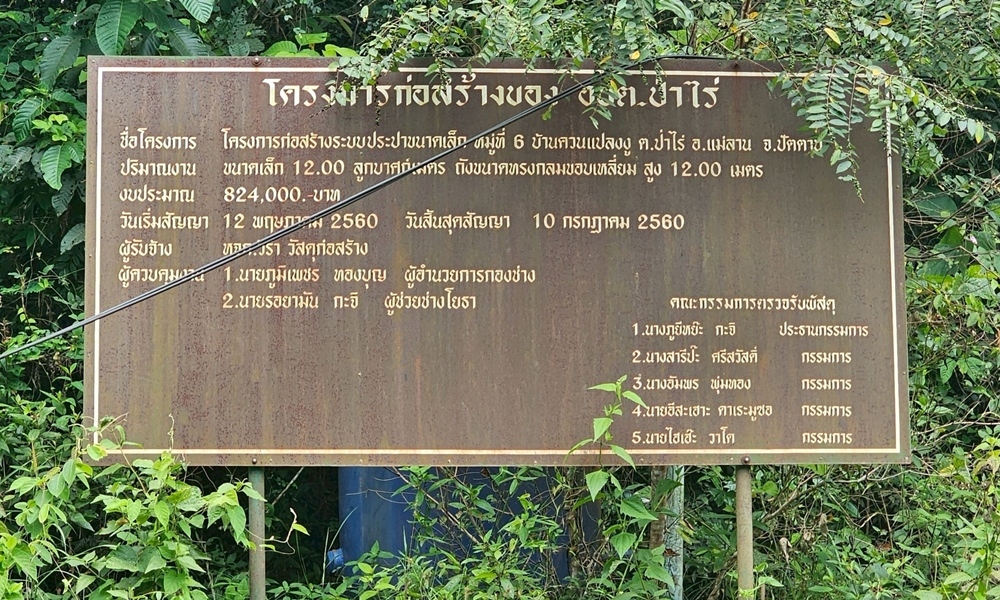 โครงการก่อสร้างของ อบต.ป่าไร่
ชื่อโครงการ โครงการก่อสร้างระบบประปาขนาดเล็ก หมู่ที่ 6 บ้านควนแปลงงู ต.ป่าไร่ อ.แม่ลาน จ.ปัตตานี
ปริมาณงาน ขนาดเล็ก 12.00 ลูกบาศก์เมตร ถังขนาดทรงกลมขอบเหลี่ยม สูง 12.00 เมตร
งบประมาณ 824,000.-บาท
วันเริ่มสัญญา 12 พฤษภาคม 2560 วันสิ้นสุดสัญญา 10 กรกฎาคม 2560
ผู้รับจ้าง วัสดุก่อสร้าง
ผู้ควบคุมงาน 1.นายภูมิเพชร ทองบุญ ผู้อำนวยการกองช่าง
2.นายรอยามัน กะจิ ผู้ช่วยช่างโยธา
คณะกรรมการตรวจรับพัสดุ
1.นางภูยีหย๊ะ กะจิ ประธานกรรมการ
2.นางสารีป๊ะ ศรีสวัสดิ์ กรรมการ
3.นางอัมพร พุ่มทอง กรรมการ
4.นายอีสะเฮาะ ดาเระมูซอ กรรมการ
5.นายไซเซ๊ะ วาโด กรรมการ